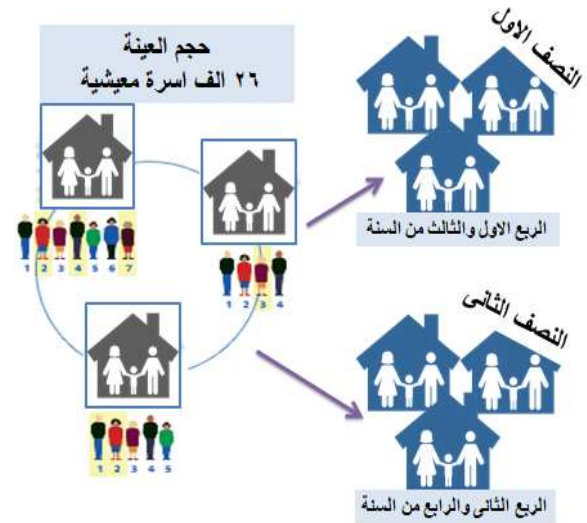 حجم العينة
٢٦ الف اسرة معيشية
1 2 3 4 5 6 7
1 2 3 4
1 2 3 4 5
النصف الاول
الربع الاول والثالث من السنة
النصف الثانى
الربع الثانى والرابع من السنة